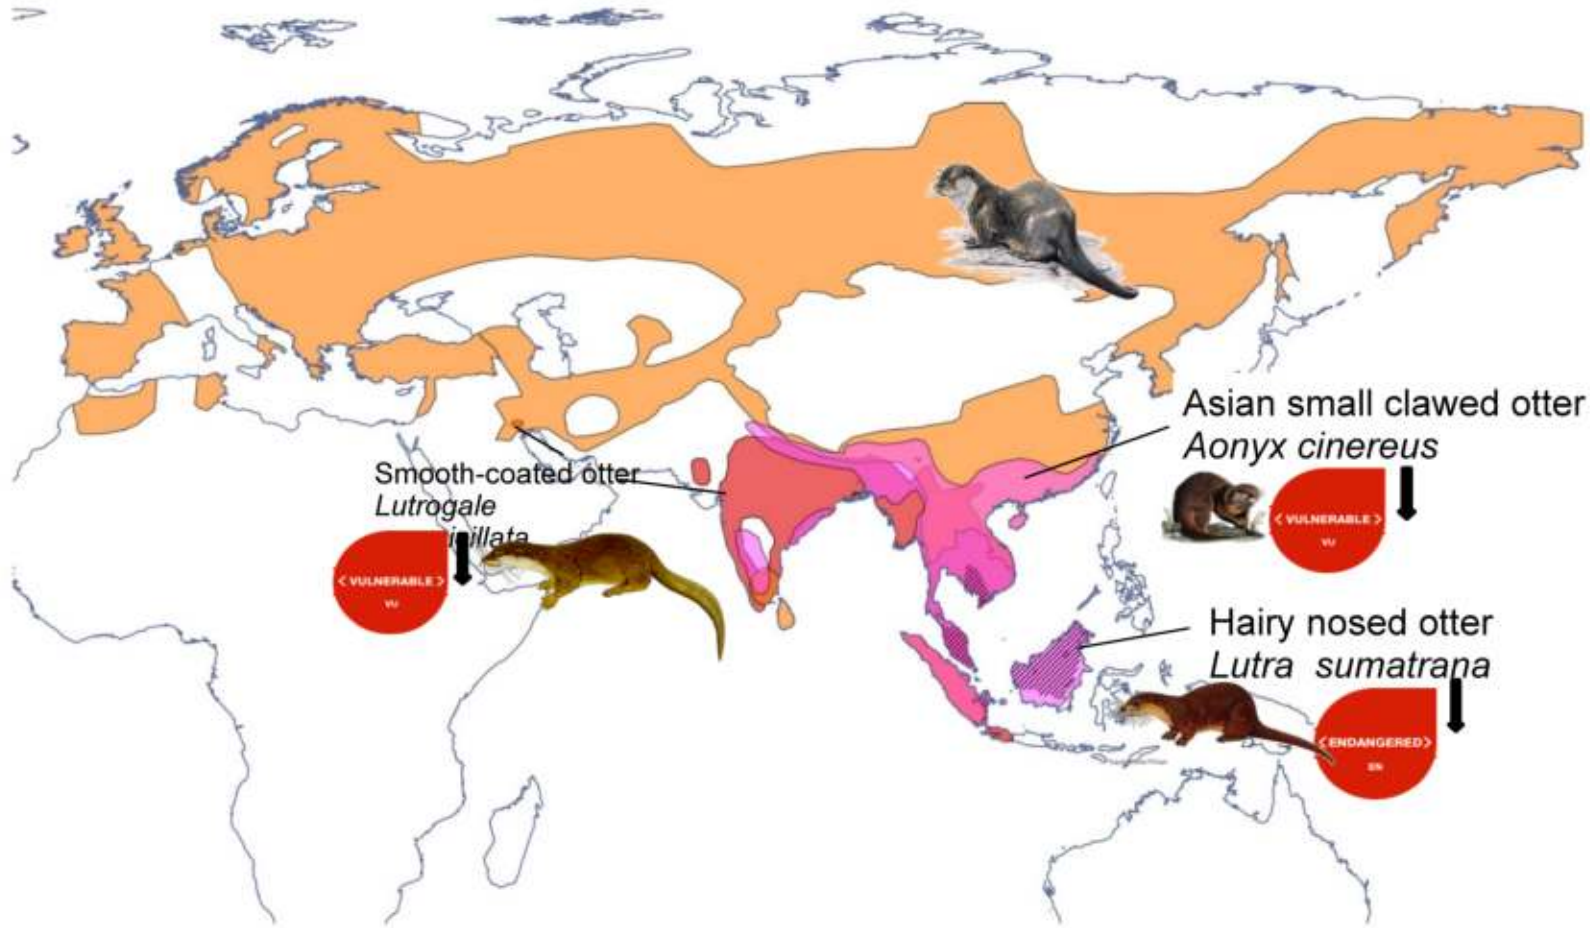 Asian small clawed otter
Aonyx cinereus
< VULNERABLE >
VU
Smooth-coated otter
Lutrogale
< VULNERABLE >
VU
Hairy nosed otter
Lutra sumatrana
< ENDANGERED >
EN